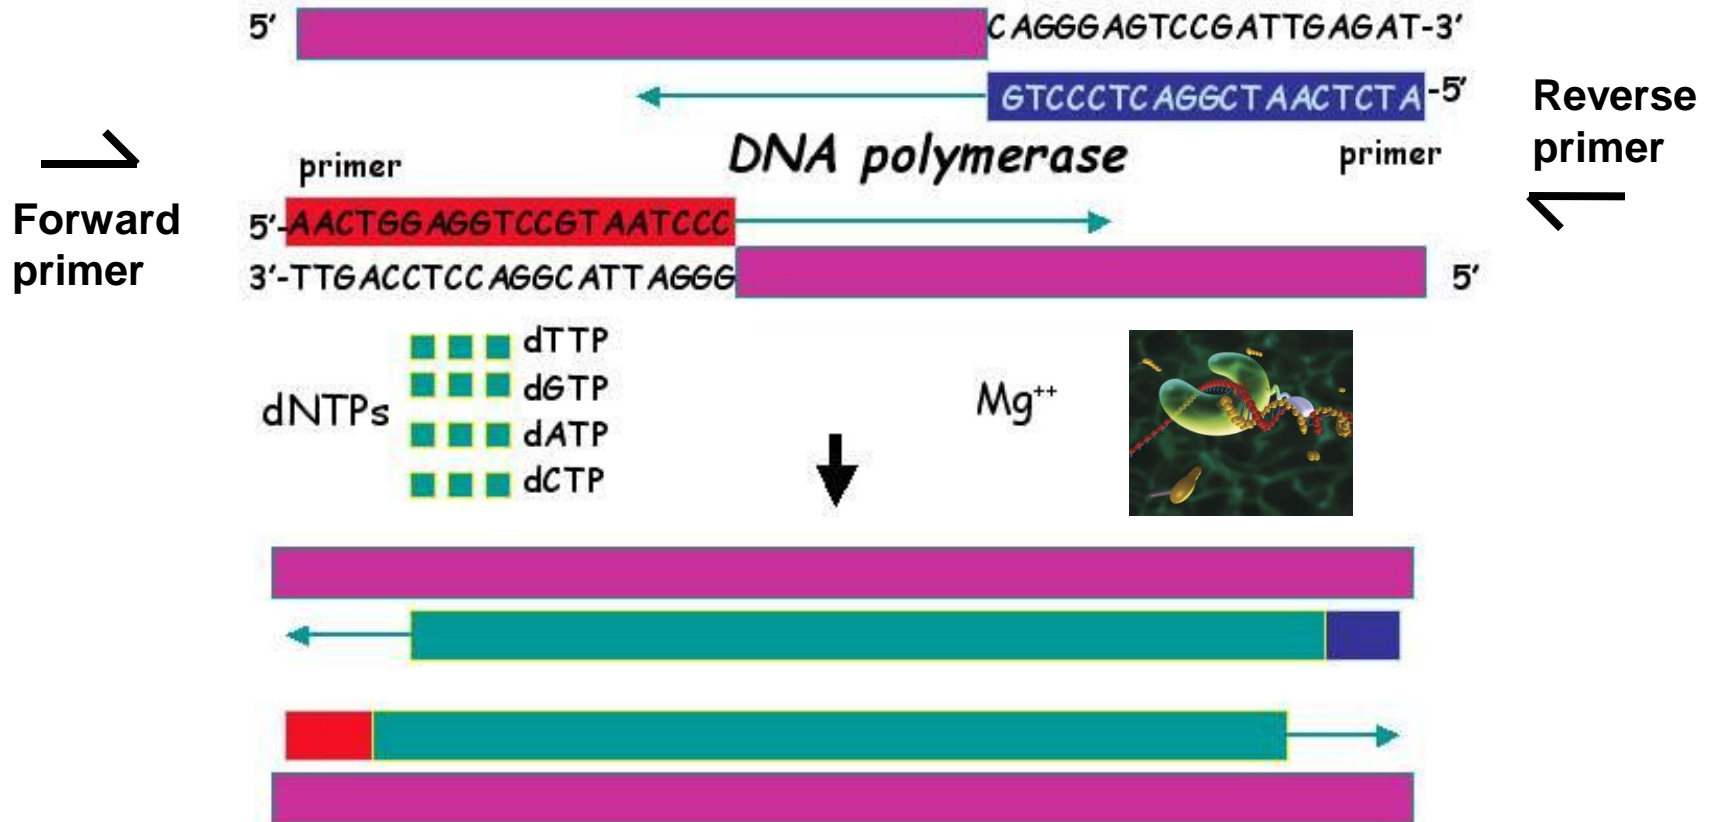 5’ CAGGGAGTCCGATTGAGAT-3’
GTCCCTCAGGCTAACTCTA-5’
Reverse
primer
primer DNA polymerase primer
Forward
primer
5’-AACTGGAGGTCCGTAATCCC
3’-TTGACCTCCAGGCATTAGGG 5’
dTTP
dGTP
dNTPs Mg++
dATP
dCTP